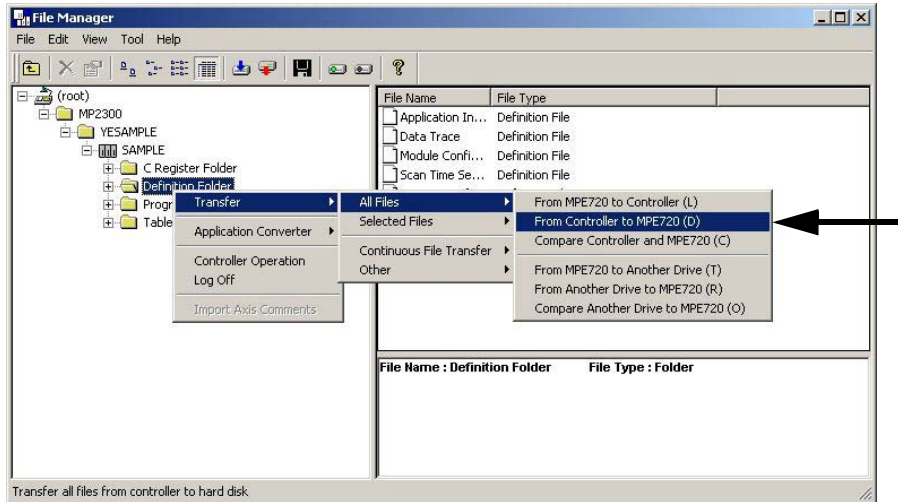 File Manager
File Edit View Tool Help
(root)
MP2300
YESAMPLE
SAMPLE
C Register Folder
Definition Folder
Progr
Table
File Name File Type
Application In... Definition File
Data Trace Definition File
Module Confi... Definition File
Scan Time Se... Definition File
Transfer
Application Converter
Controller Operation
Log Off
Import Axis Comments
All Files
Selected Files
Continuous File Transfer
Other
From MPE720 to Controller (L)
From Controller to MPE720 (D)
Compare Controller and MPE720 (C)
From MPE720 to Another Drive (T)
From Another Drive to MPE720 (R)
Compare Another Drive to MPE720 (O)
File Name : Definition Folder File Type : Folder
Transfer all files from controller to hard disk